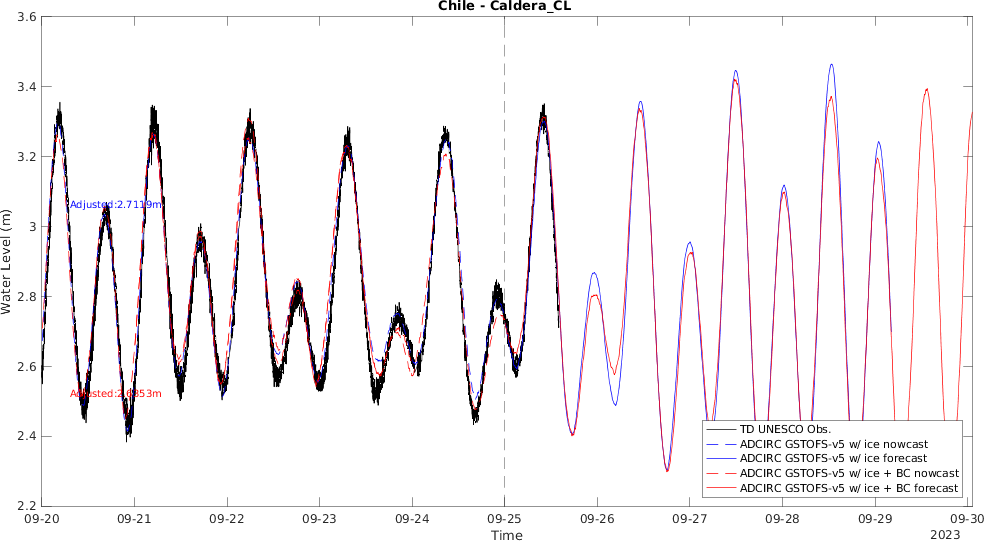 Chile - Caldera_CL
3.6
3.4
3.2
3
2.8
2.6
2.4
2.2
Water Level (m)
Adjusted:2.7119m
Adjusted:2.6853m
TD UNESCO Obs.
ADCIRC GSTOFS-v5 w/ ice nowcast
ADCIRC GSTOFS-v5 w/ ice forecast
ADCIRC GSTOFS-v5 w/ ice + BC nowcast
ADCIRC GSTOFS-v5 w/ ice + BC forecast
09-20 09-21 09-22 09-23 09-24 09-25 09-26 09-27 09-28 09-29 09-30
Time
2023